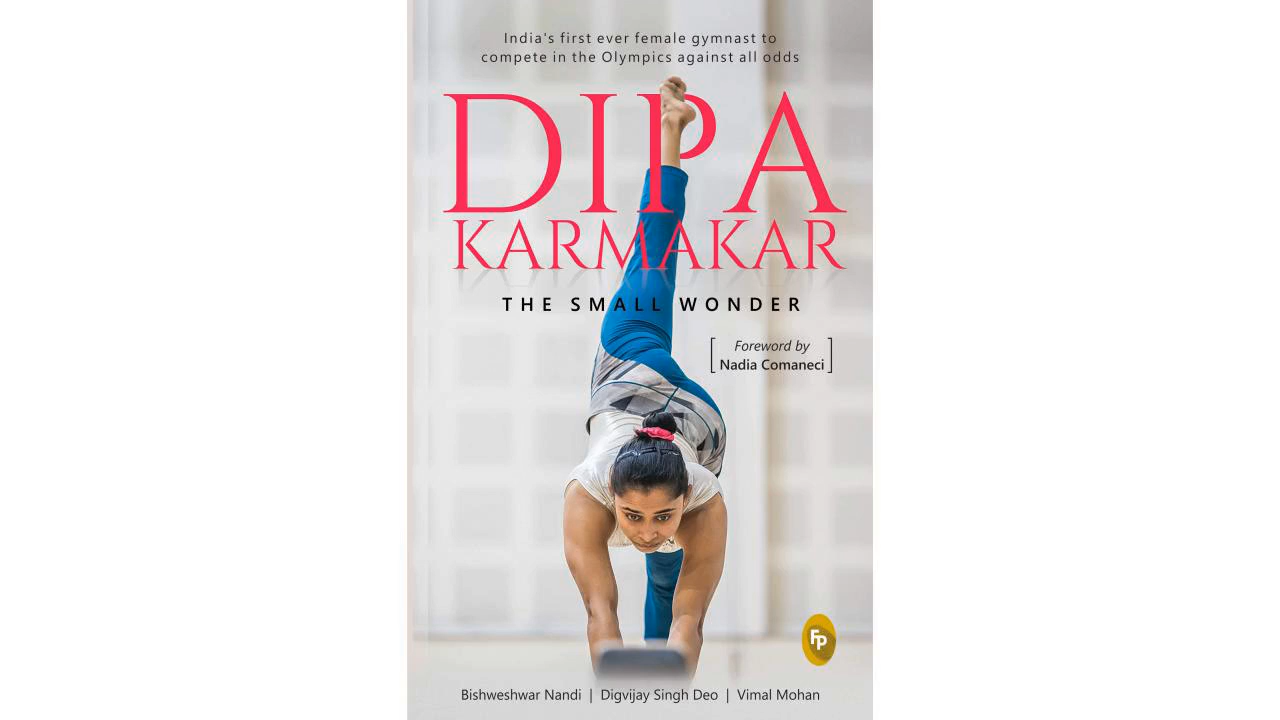 India's first ever female gymnast to
compete in the Olympics against all odds
DIPA
KARMAKAR
THE SMALL WONDER
Foreword by
Nadia Comaneci
FP
Bishweshwar Nandi | Digvijay Singh Deo | Vimal Mohan